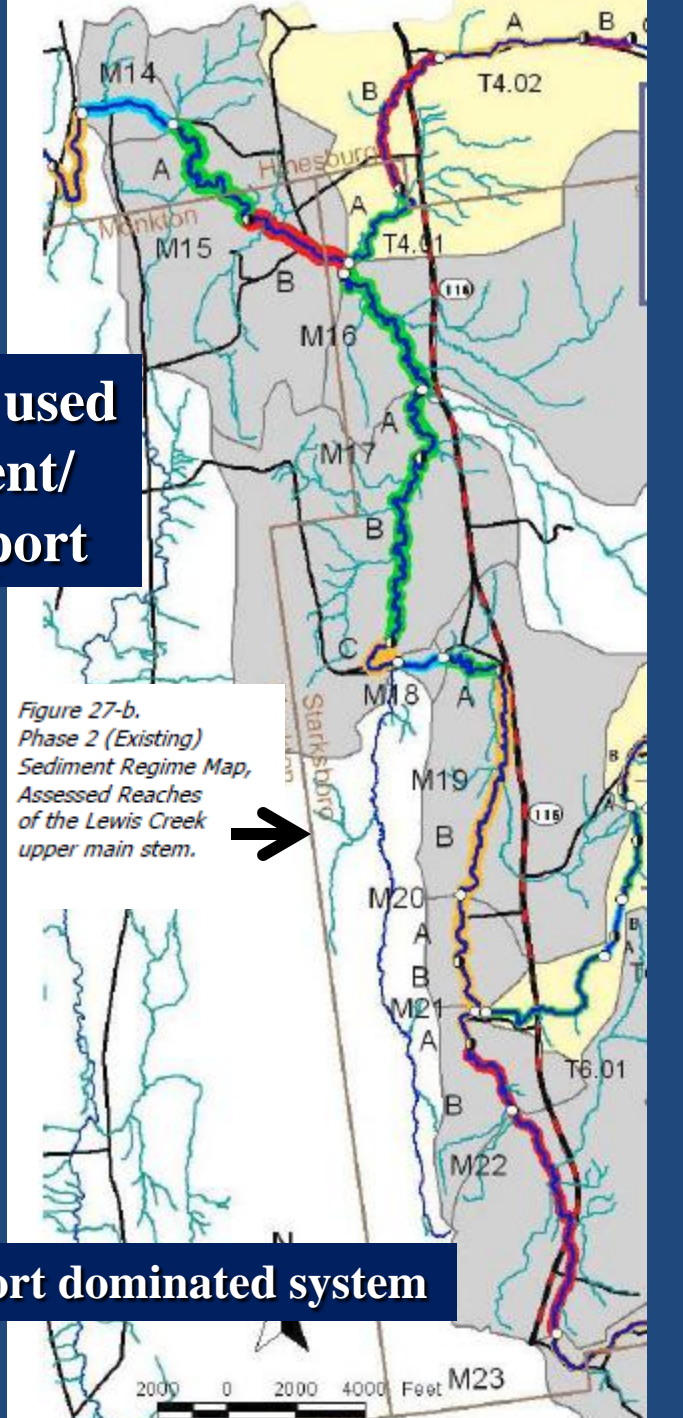 A
B
M14
T4.02
B
A
Hinesburg
A
Monkton
T4.01
M15
B
116
M16
used
ent/
port
A
M17
B
C
M18
A
Figure 27-b.
Phase 2 (Existing)
Sediment Regime Map,
Assessed Reaches
of the Lewis Creek
upper main stem.
Starksboro
M19
B
116
B
A
M20
A
B
A
B
M21
A
T6.01
B
M22
N
ort dominated system
M23
2000 0 2000 4000 Feet